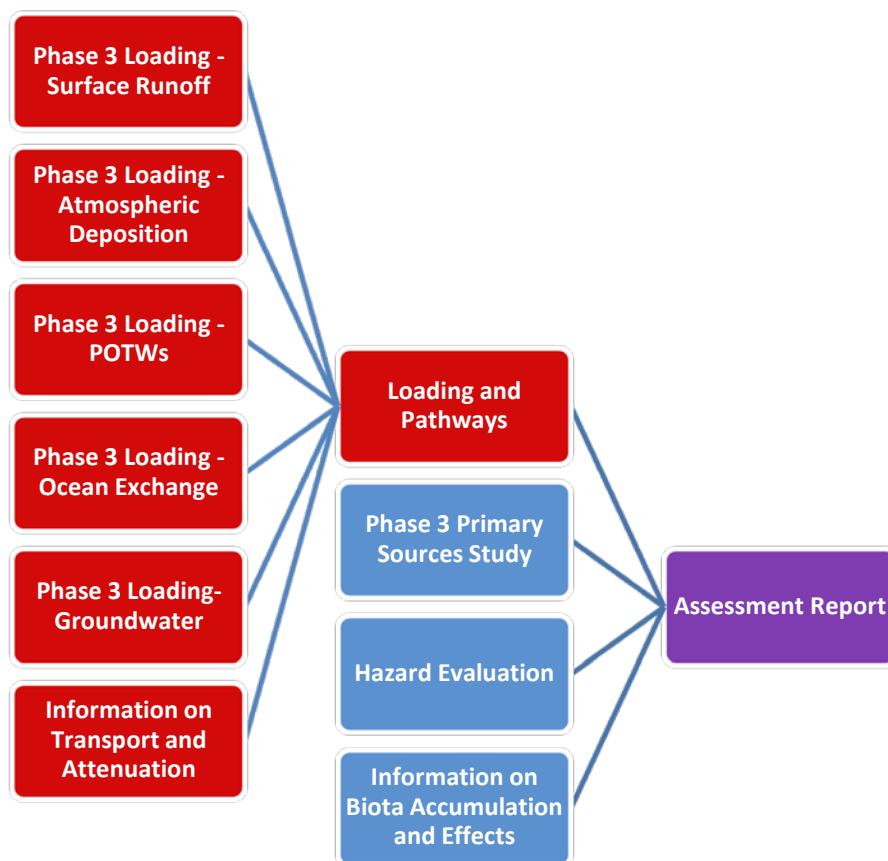 Phase 3 Loading -
Surface Runoff
Phase 3 Loading -
Atmospheric
Deposition
Phase 3 Loading -
POTWs
Phase 3 Loading -
Ocean Exchange
Phase 3 Loading-
Groundwater
Information on
Transport and
Attenuation
Loading and
Pathways
Phase 3 Primary
Sources Study
Hazard Evaluation
Information on
Biota Accumulation
and Effects
Assessment Report